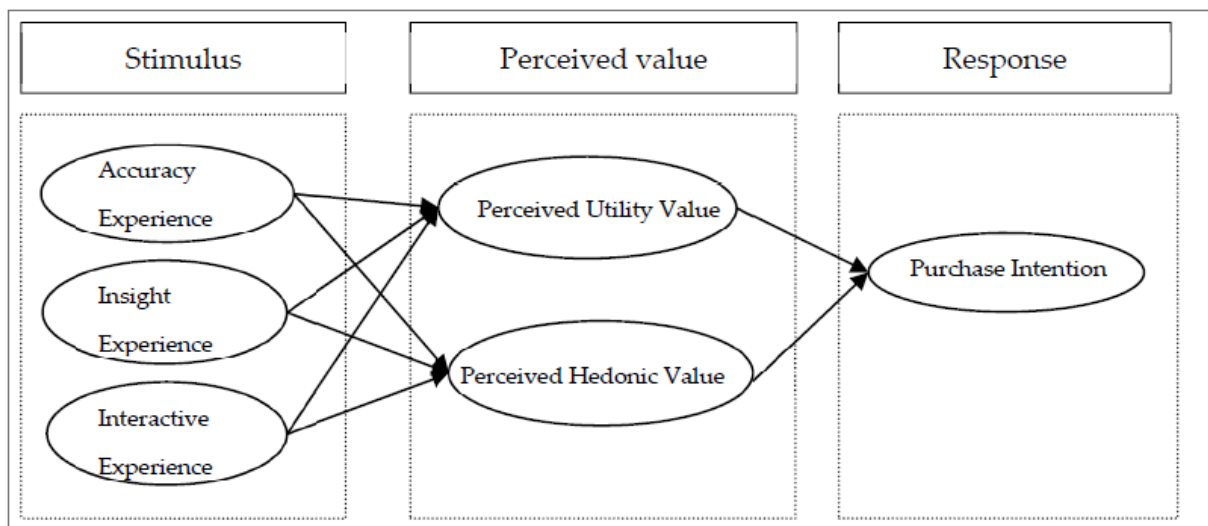 Stimulus
Perceived value
Response
Accuracy
Experience
Insight
Experience
Interactive
Experience
Perceived Utility Value
Perceived Hedonic Value
Purchase Intention